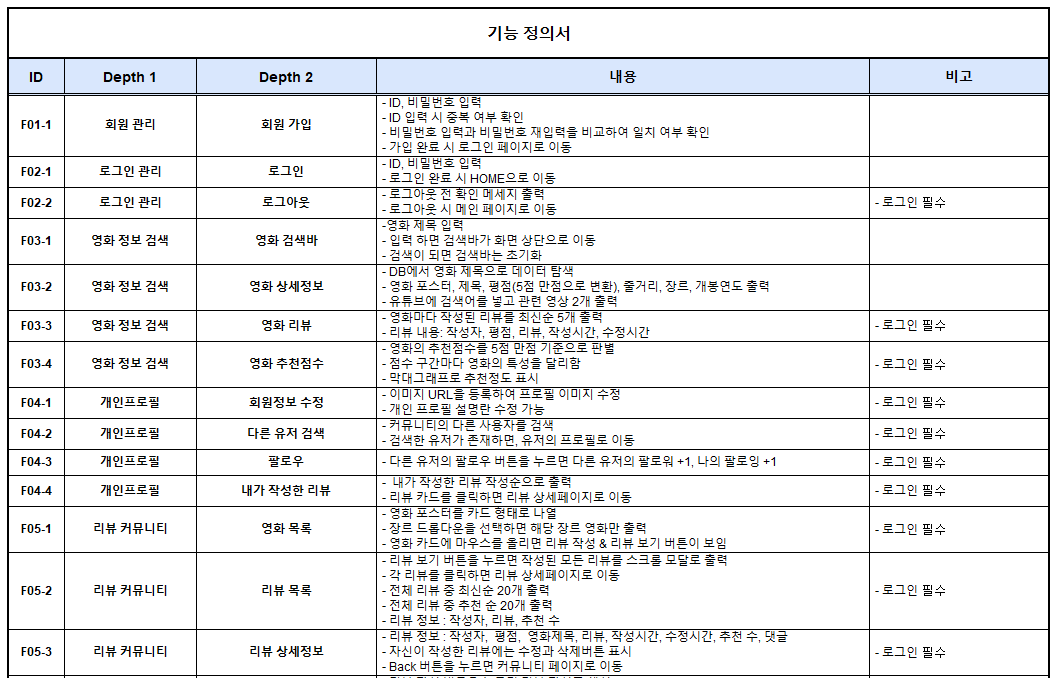 기능 정의서
ID Depth 1 Depth 2 내용 비고
F01-1 회원 관리 회원 가입
- ID, 비밀번호 입력
- ID 입력 시 중복 여부 확인
- 비밀번호 입력과 비밀번호 재입력을 비교하여 일치 여부 확인
- 가입 완료 시 로그인 페이지로 이동
F02-1 로그인 관리 로그인
- ID, 비밀번호 입력
- 로그인 완료 시 HOME으로 이동
F02-2 로그인 관리 로그아웃
- 로그아웃 전 확인 메세지 출력
- 로그아웃 시 메인 페이지로 이동
- 로그인 필수
F03-1 영화 정보 검색 영화 검색바
-영화 제목 입력
- 입력 하면 검색바가 화면 상단으로 이동
- 검색이 되면 검색바는 초기화
F03-2 영화 정보 검색 영화 상세정보
- DB에서 영화 제목으로 데이터 탐색
- 영화 포스터, 제목, 평점(5점 만점으로 변환), 줄거리, 장르, 개봉연도 출력
- 유튜브에 검색어를 넣고 관련 영상 2개 출력
F03-3 영화 정보 검색 영화 리뷰
- 영화마다 작성된 리뷰를 최신순 5개 출력
- 리뷰 내용: 작성자, 평점, 리뷰, 작성시간, 수정시간
- 로그인 필수
F03-4 영화 정보 검색 영화 추천점수
- 영화의 추천점수를 5점 만점 기준으로 판별
- 점수 구간마다 영화의 특성을 달리함
- 막대그래프로 추천정도 표시
- 로그인 필수
F04-1 개인프로필 회원정보 수정
- 이미지 URL을 등록하여 프로필 이미지 수정
- 개인 프로필 설명란 수정 가능
- 로그인 필수
F04-2 개인프로필 다른 유저 검색
- 커뮤니티의 다른 사용자를 검색
- 검색한 유저가 존재하면, 유저의 프로필로 이동
- 로그인 필수
F04-3 개인프로필 팔로우
- 다른 유저의 팔로우 버튼을 누르면 다른 유저의 팔로워 +1, 나의 팔로잉 +1
- 로그인 필수
F04-4 개인프로필 내가 작성한 리뷰
- 내가 작성한 리뷰 작성순으로 출력
- 리뷰 카드를 클릭하면 리뷰 상세페이지로 이동
- 로그인 필수
F05-1 리뷰 커뮤니티 영화 목록
- 영화 포스터를 카드 형태로 나열
- 장르 드롭다운을 선택하면 해당 장르 영화만 출력
- 영화 카드에 마우스를 올리면 리뷰 작성 & 리뷰 보기 버튼이 보임
- 로그인 필수
F05-2 리뷰 커뮤니티 리뷰 목록
- 리뷰 보기 버튼을 누르면 작성된 모든 리뷰를 스크롤 모달로 출력
- 각 리뷰를 클릭하면 리뷰 상세페이지로 이동
- 전체 리뷰 중 최신순 20개 출력
- 전체 리뷰 중 추천 순 20개 출력
- 리뷰 정보 : 작성자, 리뷰, 추천 수
- 로그인 필수
F05-3 리뷰 커뮤니티 리뷰 상세정보
- 리뷰 정보 : 작성자, 평점, 영화제목, 리뷰, 작성시간, 수정시간, 추천 수, 댓글
- 자신이 작성한 리뷰에는 수정과 삭제버튼 표시
- Back 버튼을 누르면 커뮤니티 페이지로 이동
- 로그인 필수